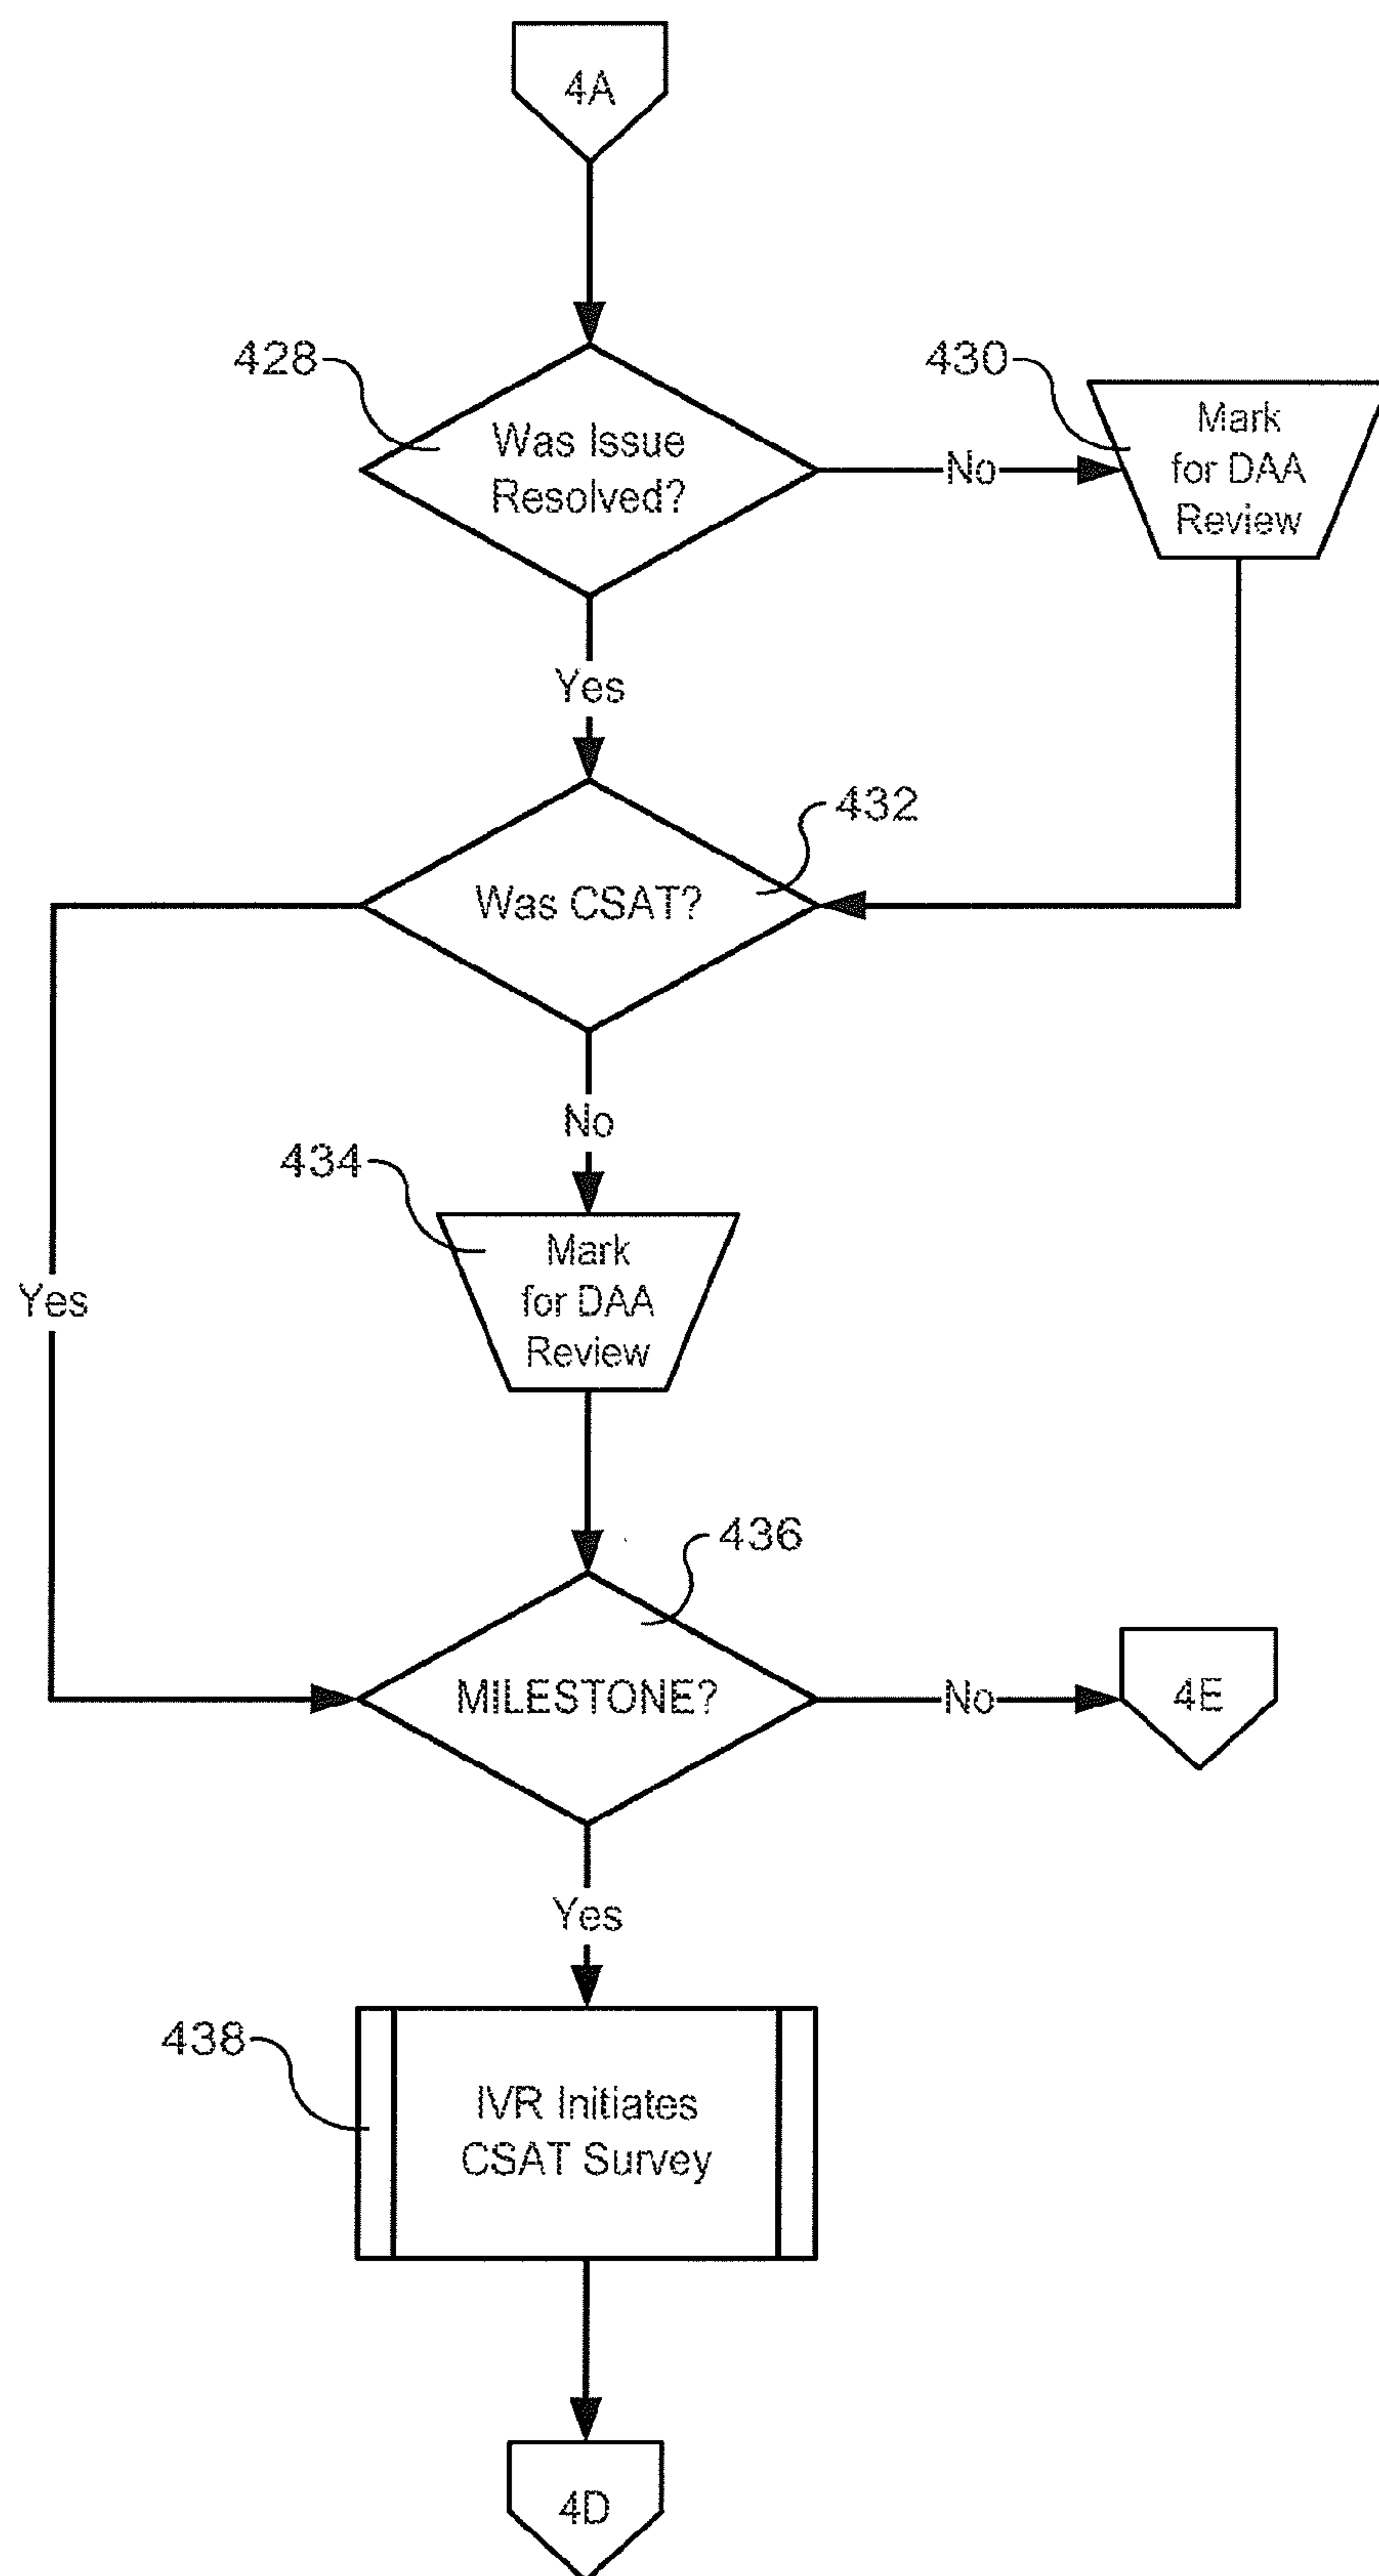 4A
428
Was Issue
Resolved?
No
430
Mark
for DAA
Review
Yes
432
Was CSAT?
No
434
Mark
for DAA
Review
Yes
436
MILESTONE?
No
4E
Yes
438
IVR Initiates
CSAT Survey
4D